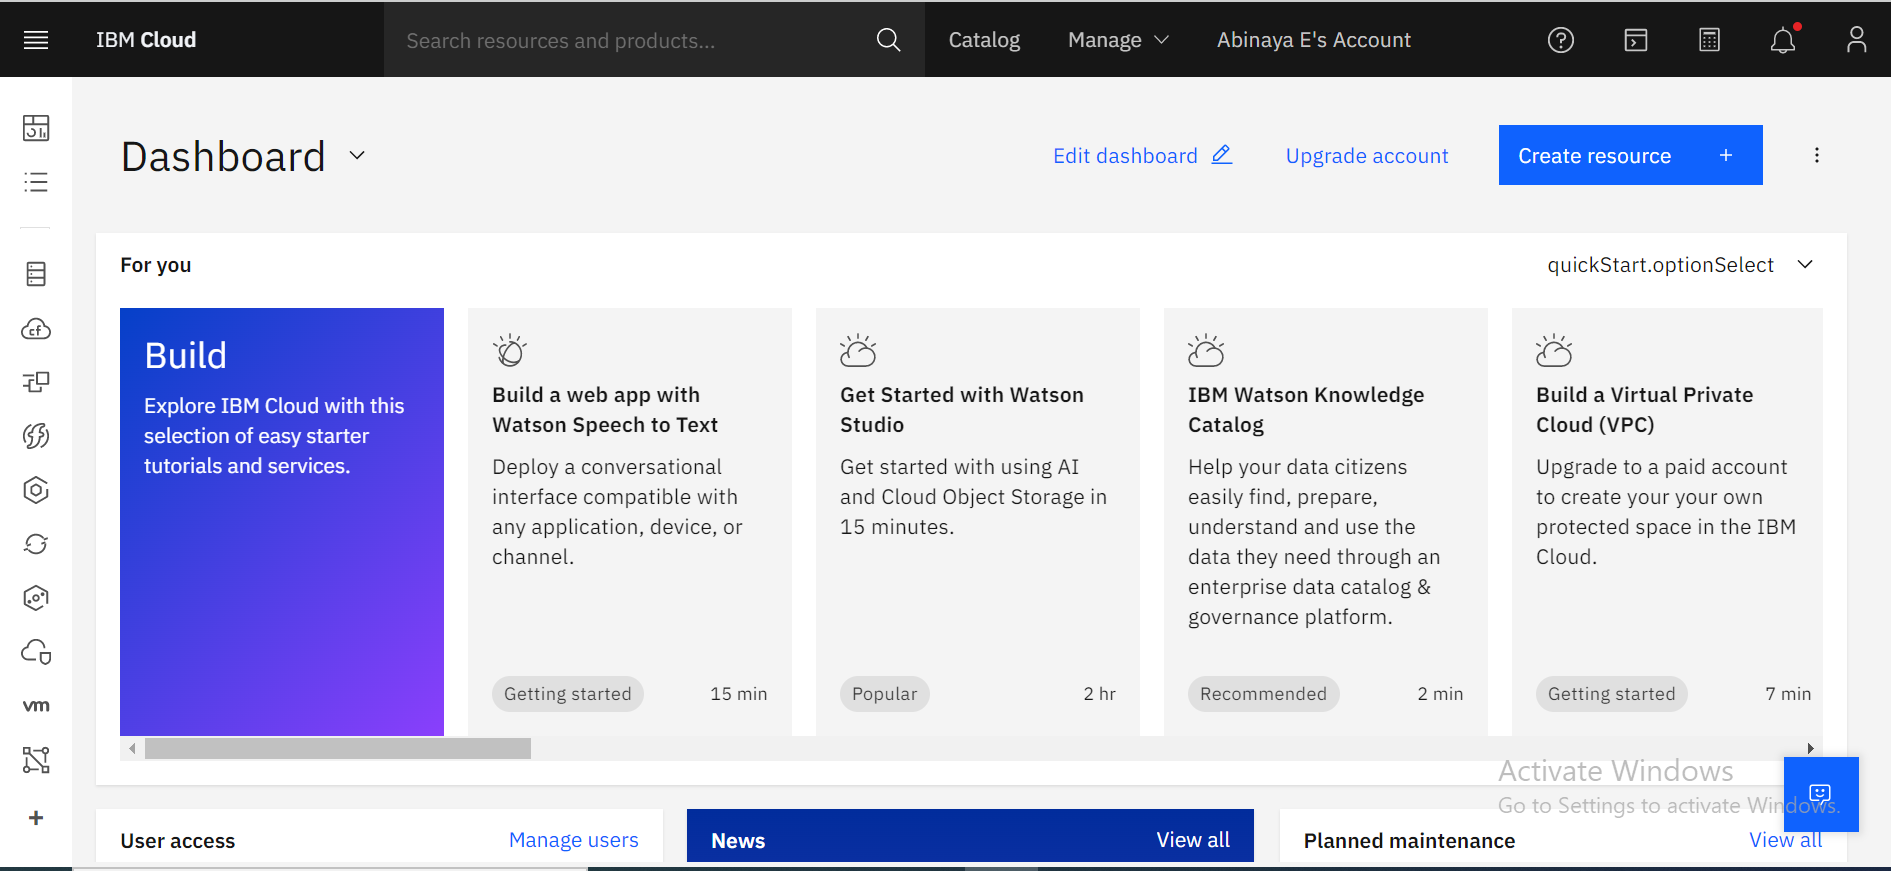 IBM Cloud
Search resources and products...
Catalog
Manage
Abinaya E's Account
Dashboard
Edit dashboard
Upgrade account
Create resource +
For you
quickStart.optionSelect
Build
Explore IBM Cloud with this
selection of easy starter
tutorials and services.
Build a web app with
Watson Speech to Text
Deploy a conversational
interface compatible with
any application, device, or
channel.
Getting started
15 min
Get Started with Watson
Studio
Get started with using AI
and Cloud Object Storage in
15 minutes.
Popular
2 hr
IBM Watson Knowledge
Catalog
Help your data citizens
easily find, prepare,
understand and use the
data they need through an
enterprise data catalog &
governance platform.
Recommended
2 min
Build a Virtual Private
Cloud (VPC)
Upgrade to a paid account
to create your your own
protected space in the IBM
Cloud.
Getting started
7 min
cf
vm
Activate Windows
Go to Settings to activate Windows.
User access
Manage users
News
View all
Planned maintenance
View all